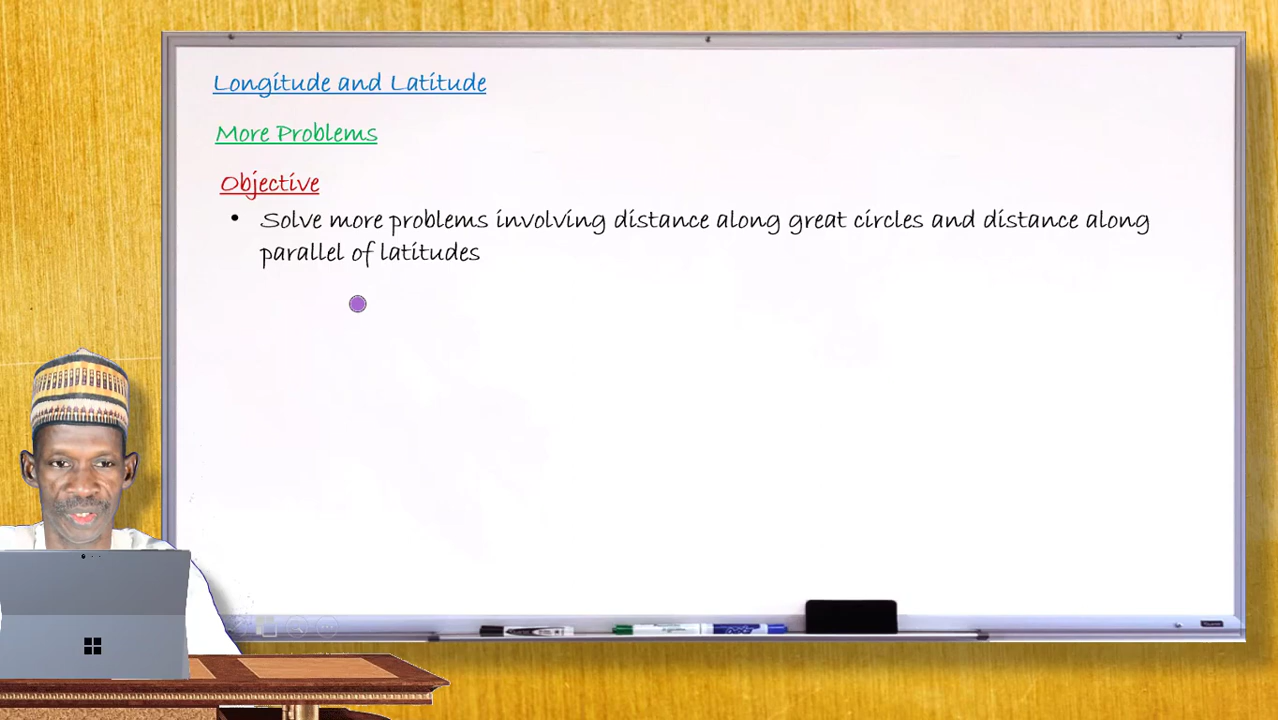 Longitude and Latitude
More Problems
Objective
• Solve more problems involving distance along great circles and distance along
parallel of latitudes